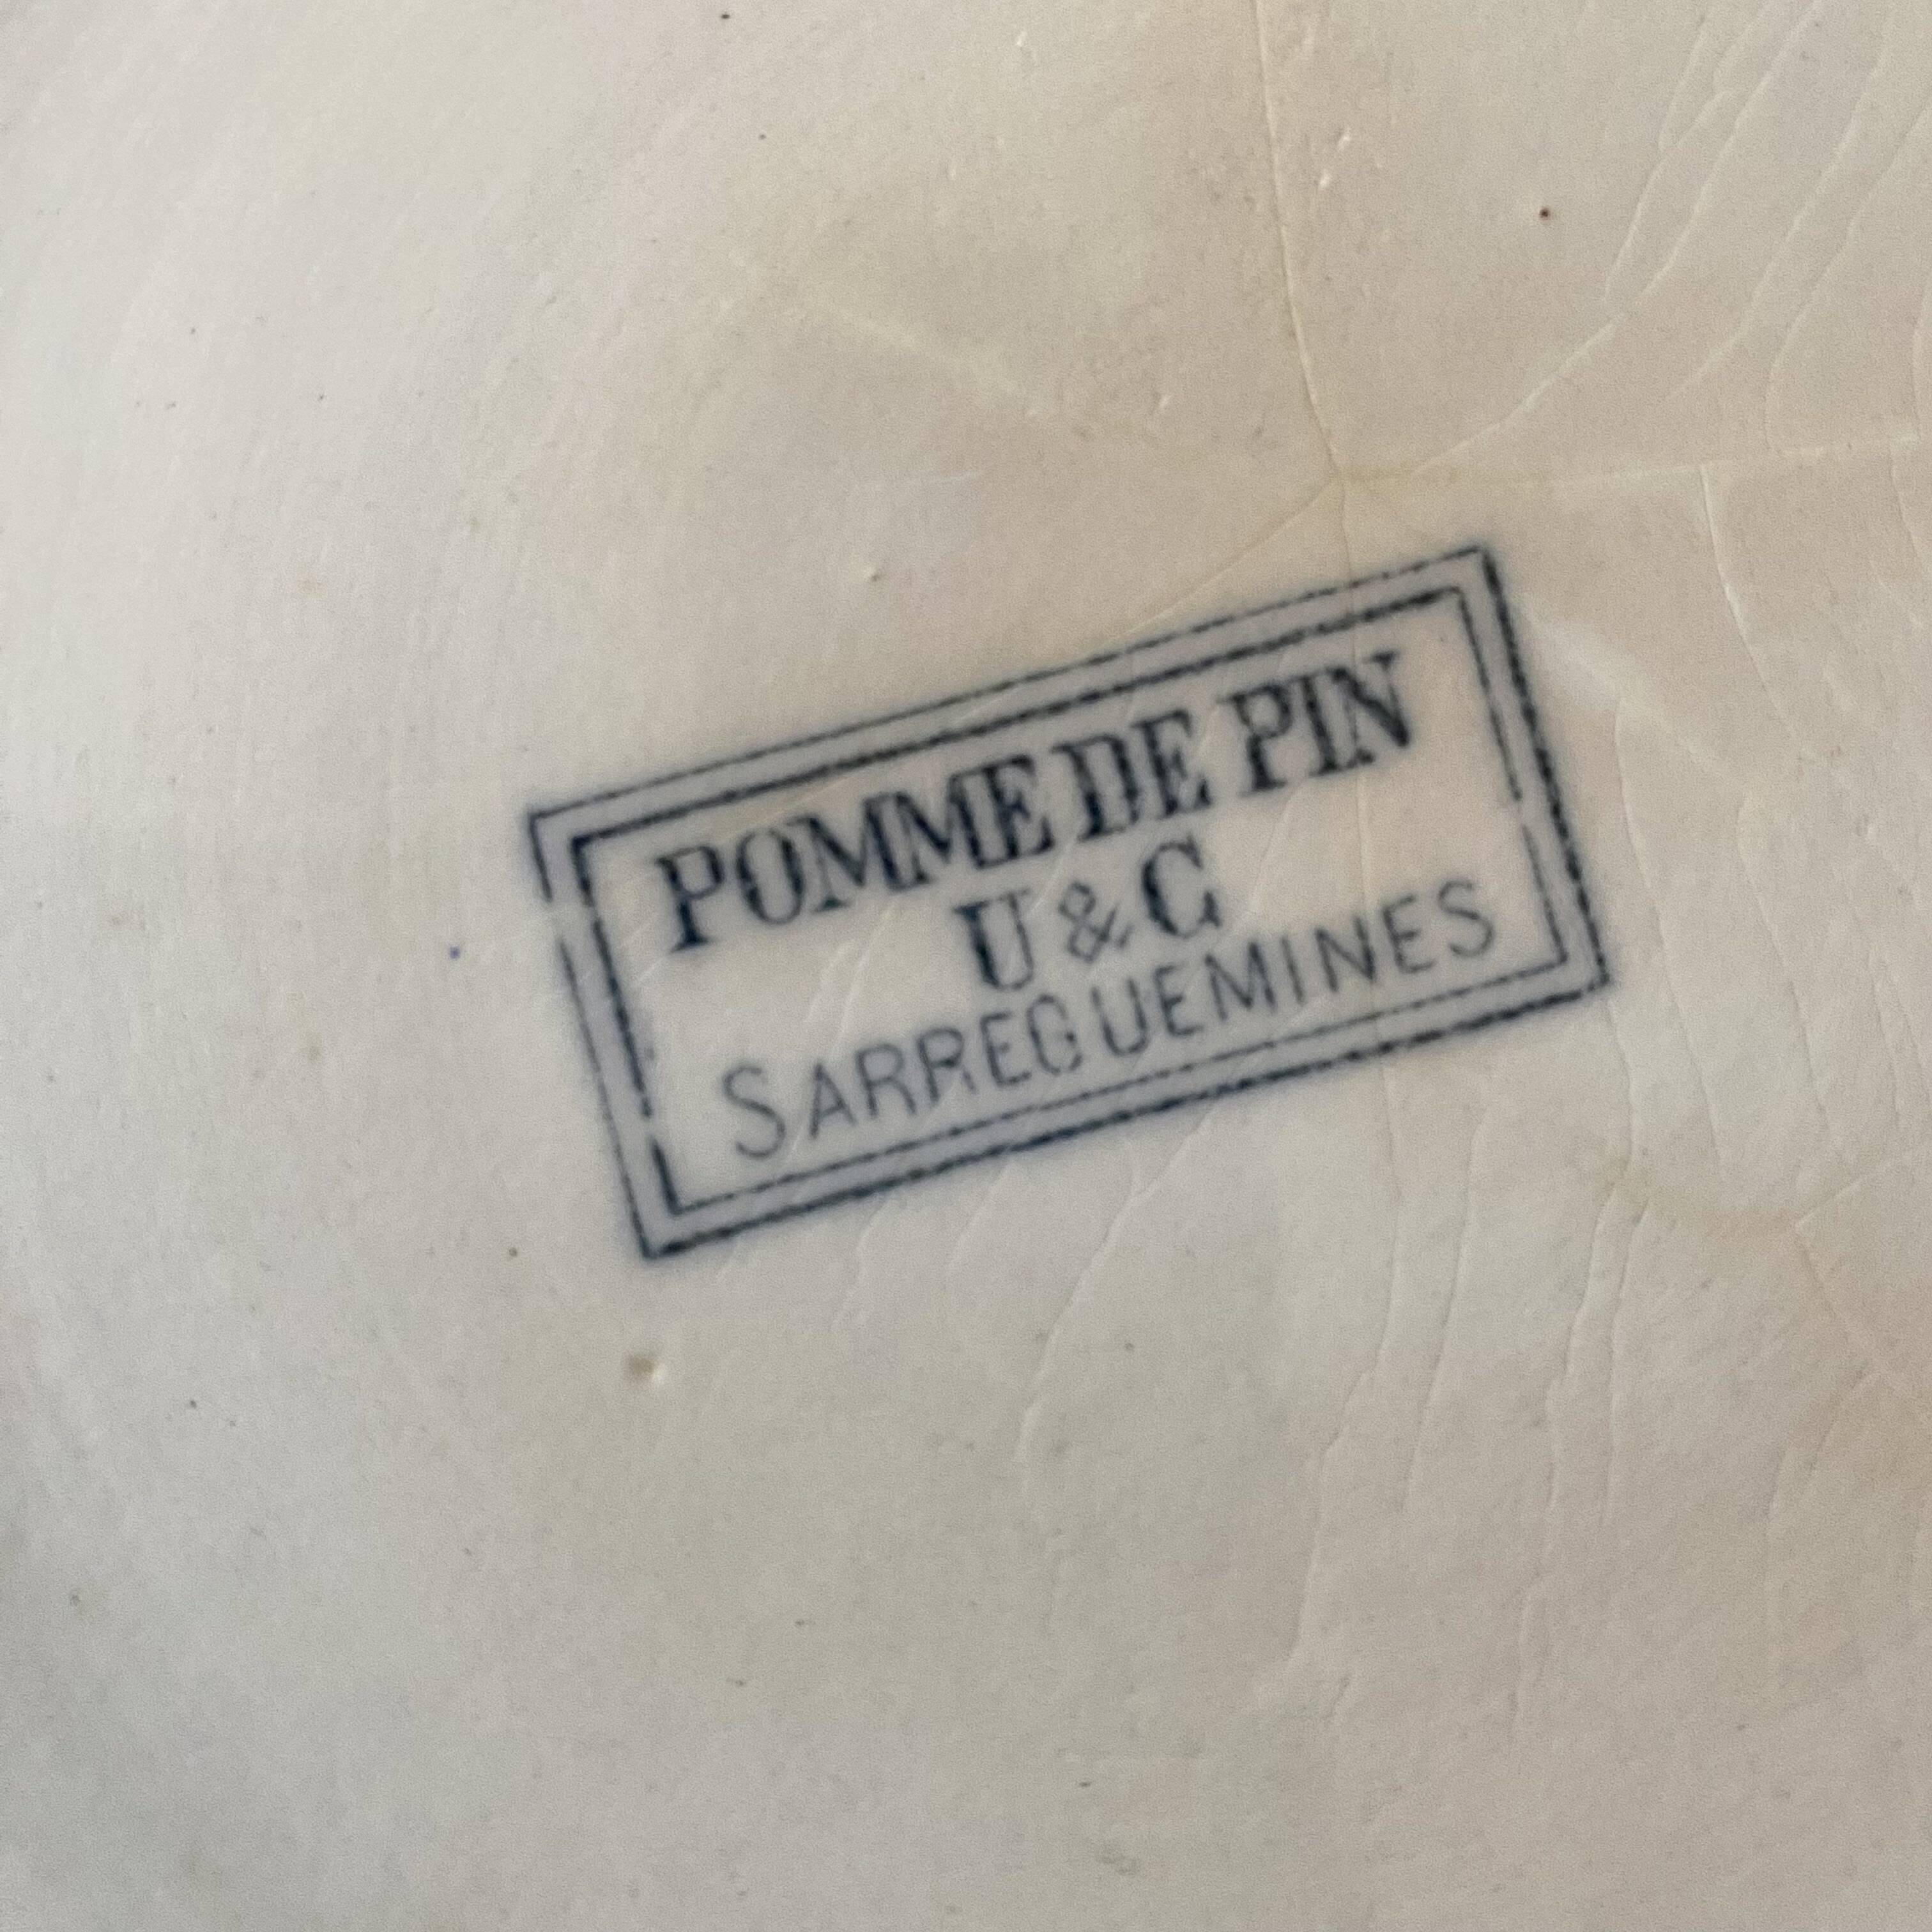 POMME DE PIN
U & C
SARREGUEMINES